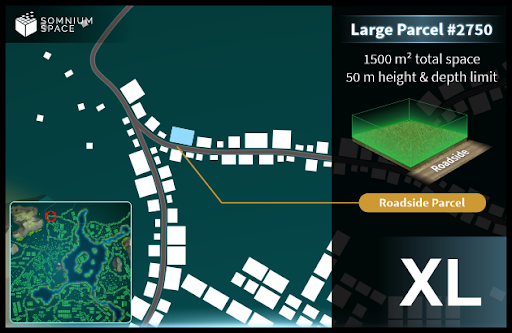 SOMNIUM
SPACE
Large Parcel #2750
1500 m² total space
50 m height & depth limit
Roadside
Roadside Parcel
XL